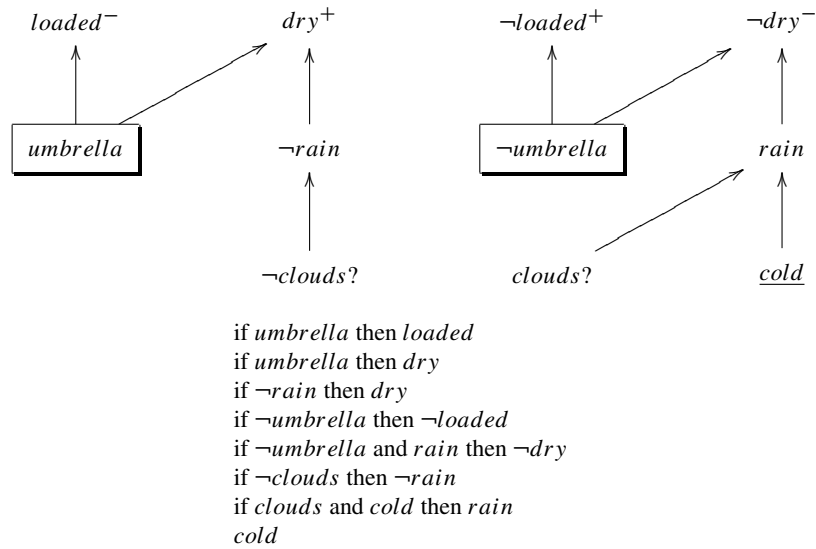 loaded⁻ dry⁺ ¬loaded⁺ ¬dry⁻
umbrella ¬rain ¬umbrella rain
¬clouds? clouds? cold
if umbrella then loaded
if umbrella then dry
if ¬rain then dry
if ¬umbrella then ¬loaded
if ¬umbrella and rain then ¬dry
if ¬clouds then ¬rain
if clouds and cold then rain
cold